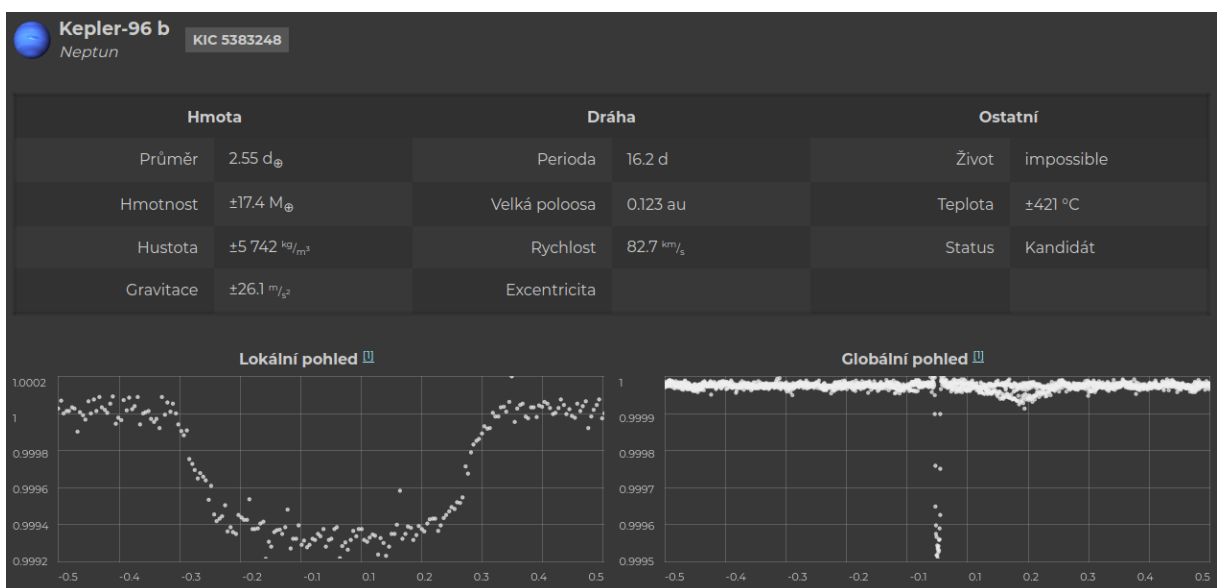 Kepler-96 b
Neptun
KIC 5383248
Hmota Dráha Ostatní
Průměr 2.55 d⊕ Perioda 16.2 d Život impossible
Hmotnost ±17.4 M⊕ Velká poloosa 0.123 au Teplota ±421 °C
Hustota ±5 742 kg/m³ Rychlost 82.7 km/s Status Kandidát
Gravitace ±26.1 m/s² Excentricita
Lokální pohled [1]
1.0002
1
0.9998
0.9996
0.9994
0.9992
-0.5 -0.4 -0.3 -0.2 -0.1 0.1 0.2 0.3 0.4 0.5
Globální pohled [1]
1
0.9999
0.9998
0.9997
0.9996
0.9995
-0.5 -0.4 -0.3 -0.2 -0.1 0.1 0.2 0.3 0.4 0.5